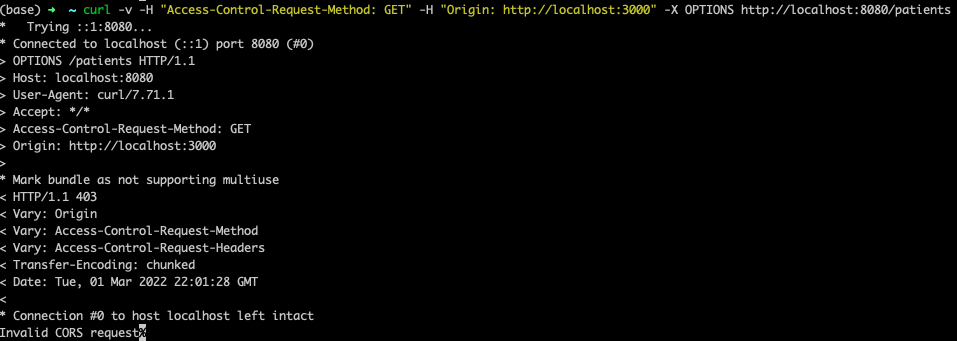 (base) ➜  ~ curl -v -H "Access-Control-Request-Method: GET" -H "Origin: http://localhost:3000" -X OPTIONS http://localhost:8080/patients
*   Trying ::1:8080...
* Connected to localhost (::1) port 8080 (#0)
> OPTIONS /patients HTTP/1.1
> Host: localhost:8080
> User-Agent: curl/7.71.1
> Accept: */*
> Access-Control-Request-Method: GET
> Origin: http://localhost:3000
>
* Mark bundle as not supporting multiuse
< HTTP/1.1 403
< Vary: Origin
< Vary: Access-Control-Request-Method
< Vary: Access-Control-Request-Headers
< Transfer-Encoding: chunked
< Date: Tue, 01 Mar 2022 22:01:28 GMT
<
* Connection #0 to host localhost left intact
Invalid CORS request%